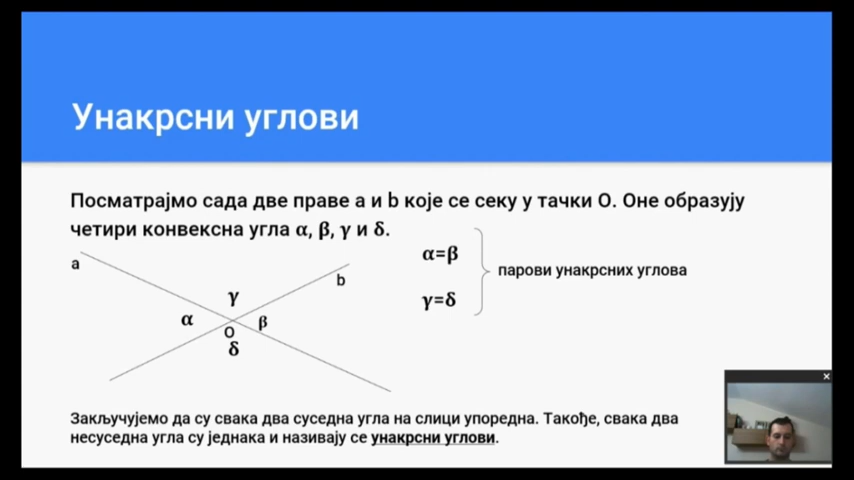 Унакрсни углови
Посматрајмо сада две праве a и b које се секу у тачки O. Оне образују
четири конвексна угла α, β, γ и δ.
a
b
γ
α
O
β
δ
α=β
γ=δ
парови унакрсних углова
Закључујемо да су свака два суседна угла на слици упоредна. Такође, свака два
несуседна угла су једнака и називају се унакрсни углови.